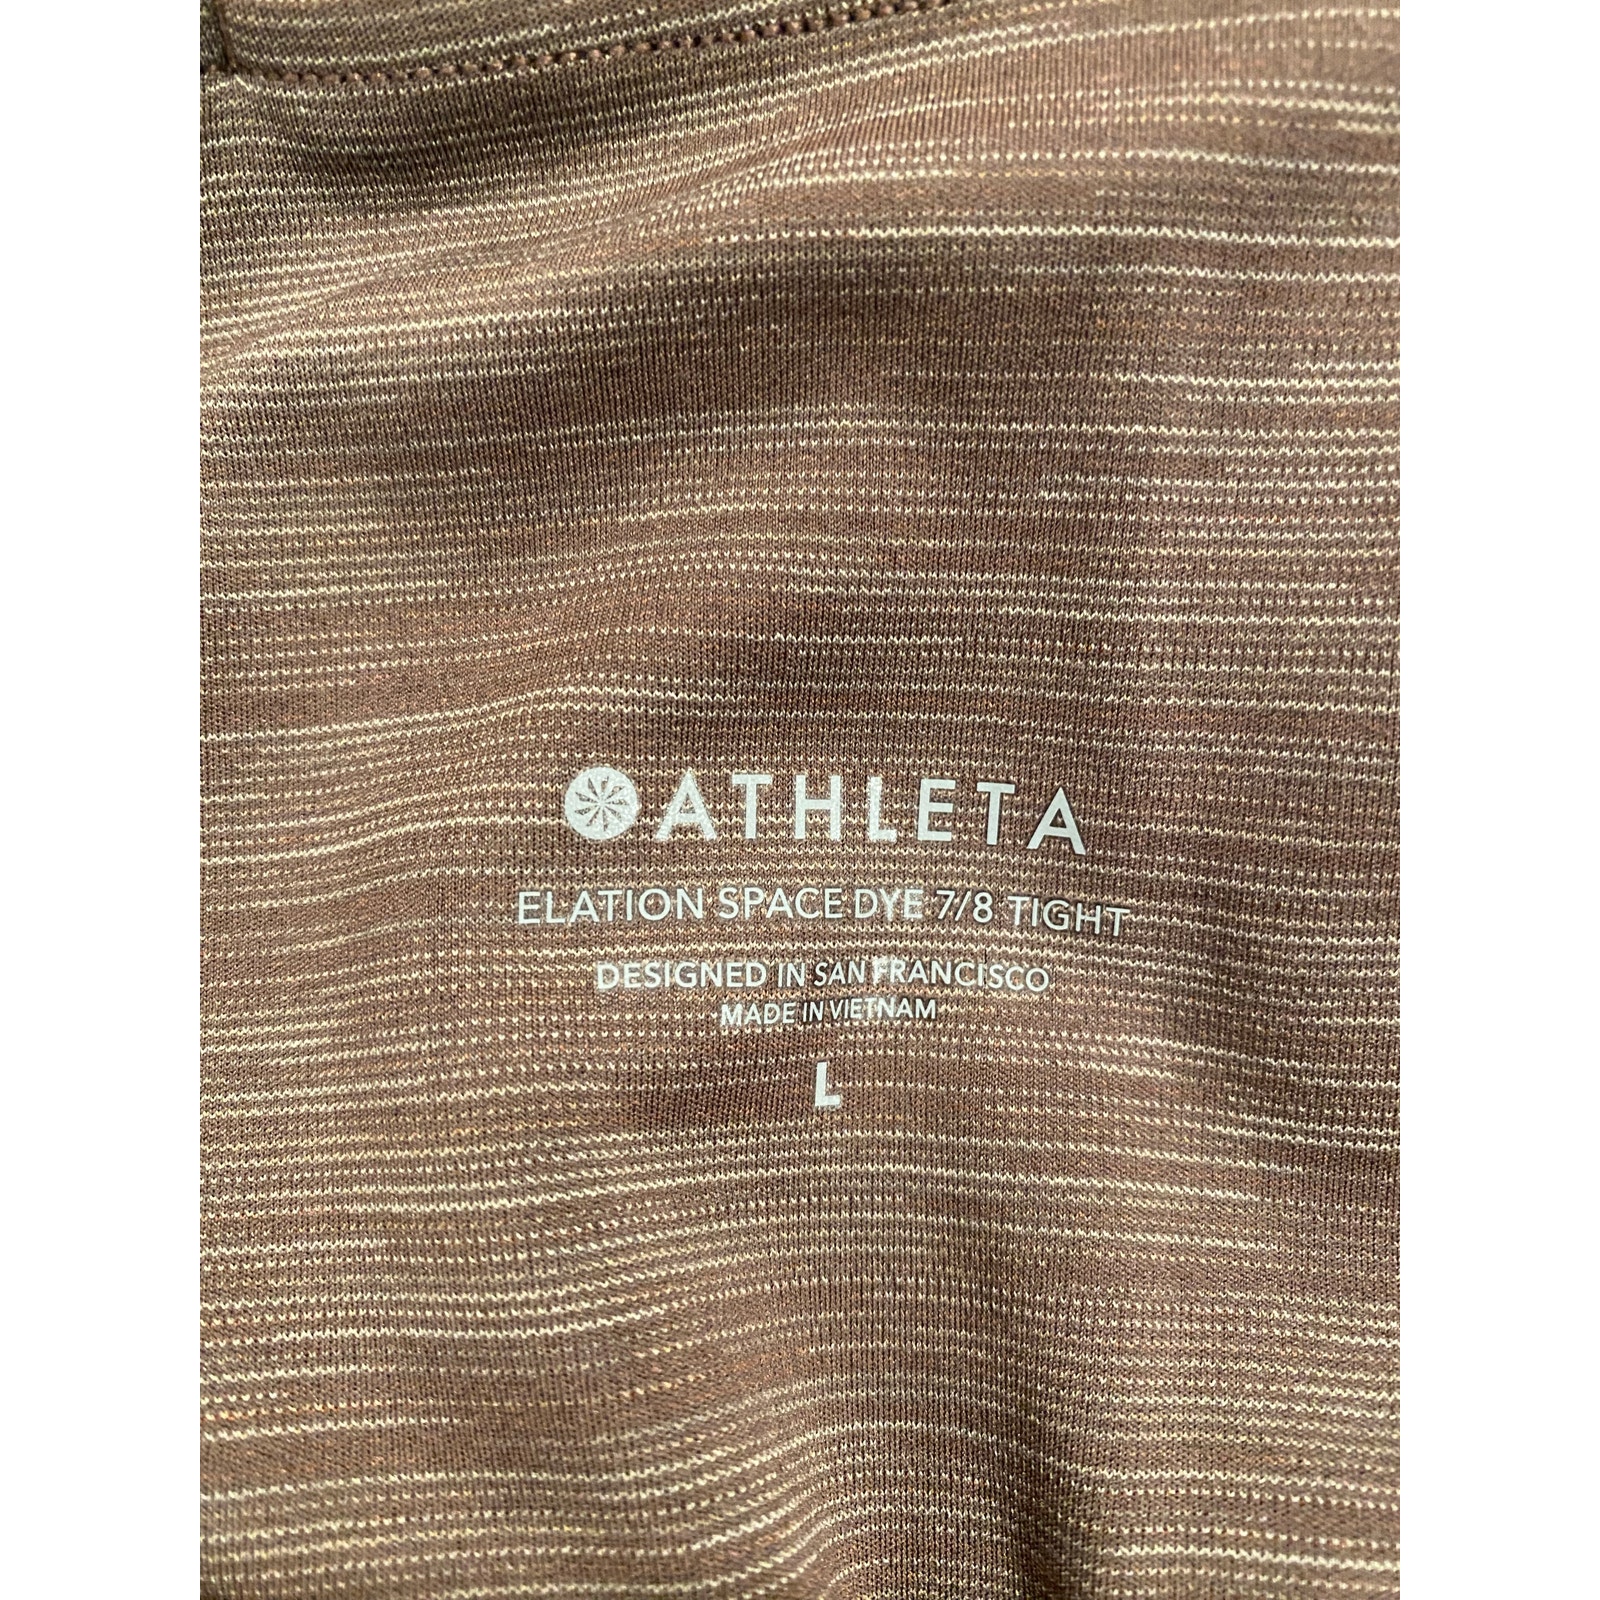 ATHLETA
ELATION SPACE DYE 7/8 TIGHT
DESIGNED IN SAN FRANCISCO
MADE IN VIETNAM
L